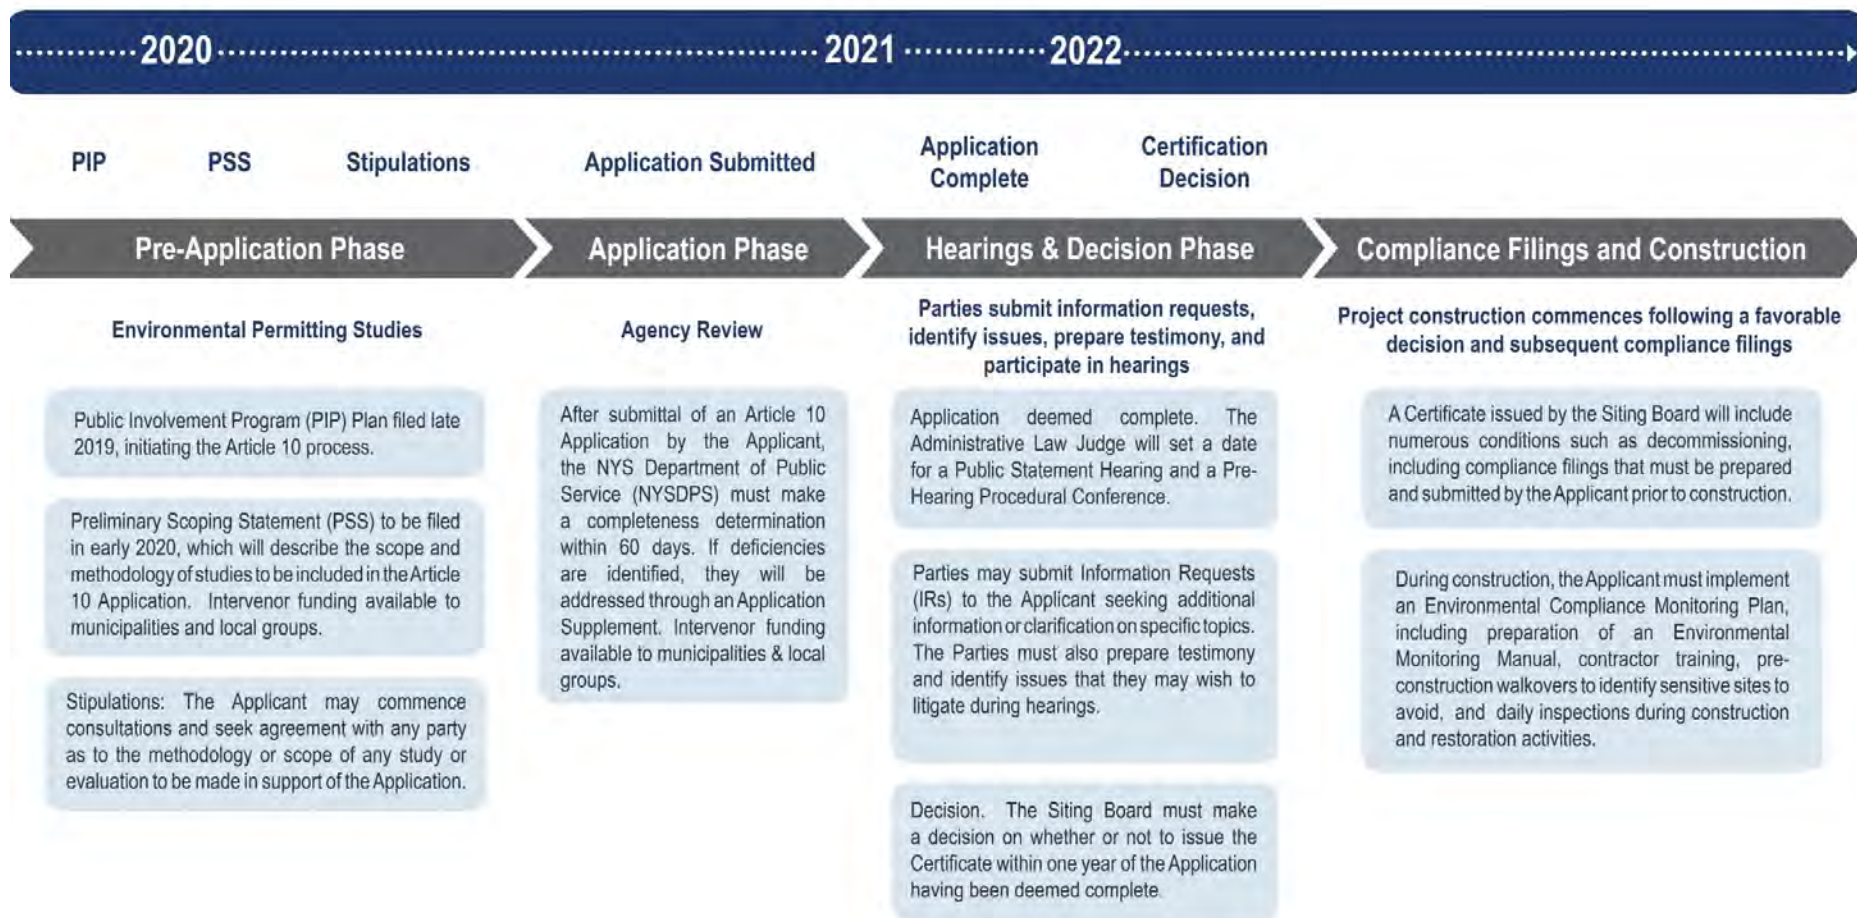 2020 2021 2022
PIP PSS Stipulations Application Submitted
Application
Complete
Certification
Decision
Pre-Application Phase
Application Phase
Hearings & Decision Phase
Compliance Filings and Construction
Environmental Permitting Studies
Public Involvement Program (PIP) Plan filed late
2019, initiating the Article 10 process.
Preliminary Scoping Statement (PSS) to be filed
in early 2020, which will describe the scope and
methodology of studies to be included in the Article
10 Application. Intervenor funding available to
municipalities and local groups.
Stipulations: The Applicant may commence
consultations and seek agreement with any party
as to the methodology or scope of any study or
evaluation to be made in support of the Application.
Agency Review
After submittal of an Article 10
Application by the Applicant,
the NYS Department of Public
Service (NYSDPS) must make
a completeness determination
within 60 days. If deficiencies
are identified, they will be
addressed through an Application
Supplement. Intervenor funding
available to municipalities & local
groups.
Parties submit information requests,
identify issues, prepare testimony, and
participate in hearings
Application deemed complete. The
Administrative Law Judge will set a date
for a Public Statement Hearing and a Pre-
Hearing Procedural Conference.
Parties may submit Information Requests
(IRs) to the Applicant seeking additional
information or clarification on specific topics.
The Parties must also prepare testimony
and identify issues that they may wish to
litigate during hearings.
Decision. The Siting Board must make
a decision on whether or not to issue the
Certificate within one year of the Application
having been deemed complete.
Project construction commences following a favorable
decision and subsequent compliance filings
A Certificate issued by the Siting Board will include
numerous conditions such as decommissioning,
including compliance filings that must be prepared
and submitted by the Applicant prior to construction.
During construction, the Applicant must implement
an Environmental Compliance Monitoring Plan,
including preparation of an Environmental
Monitoring Manual, contractor training, pre-
construction walkovers to identify sensitive sites to
avoid, and daily inspections during construction
and restoration activities.